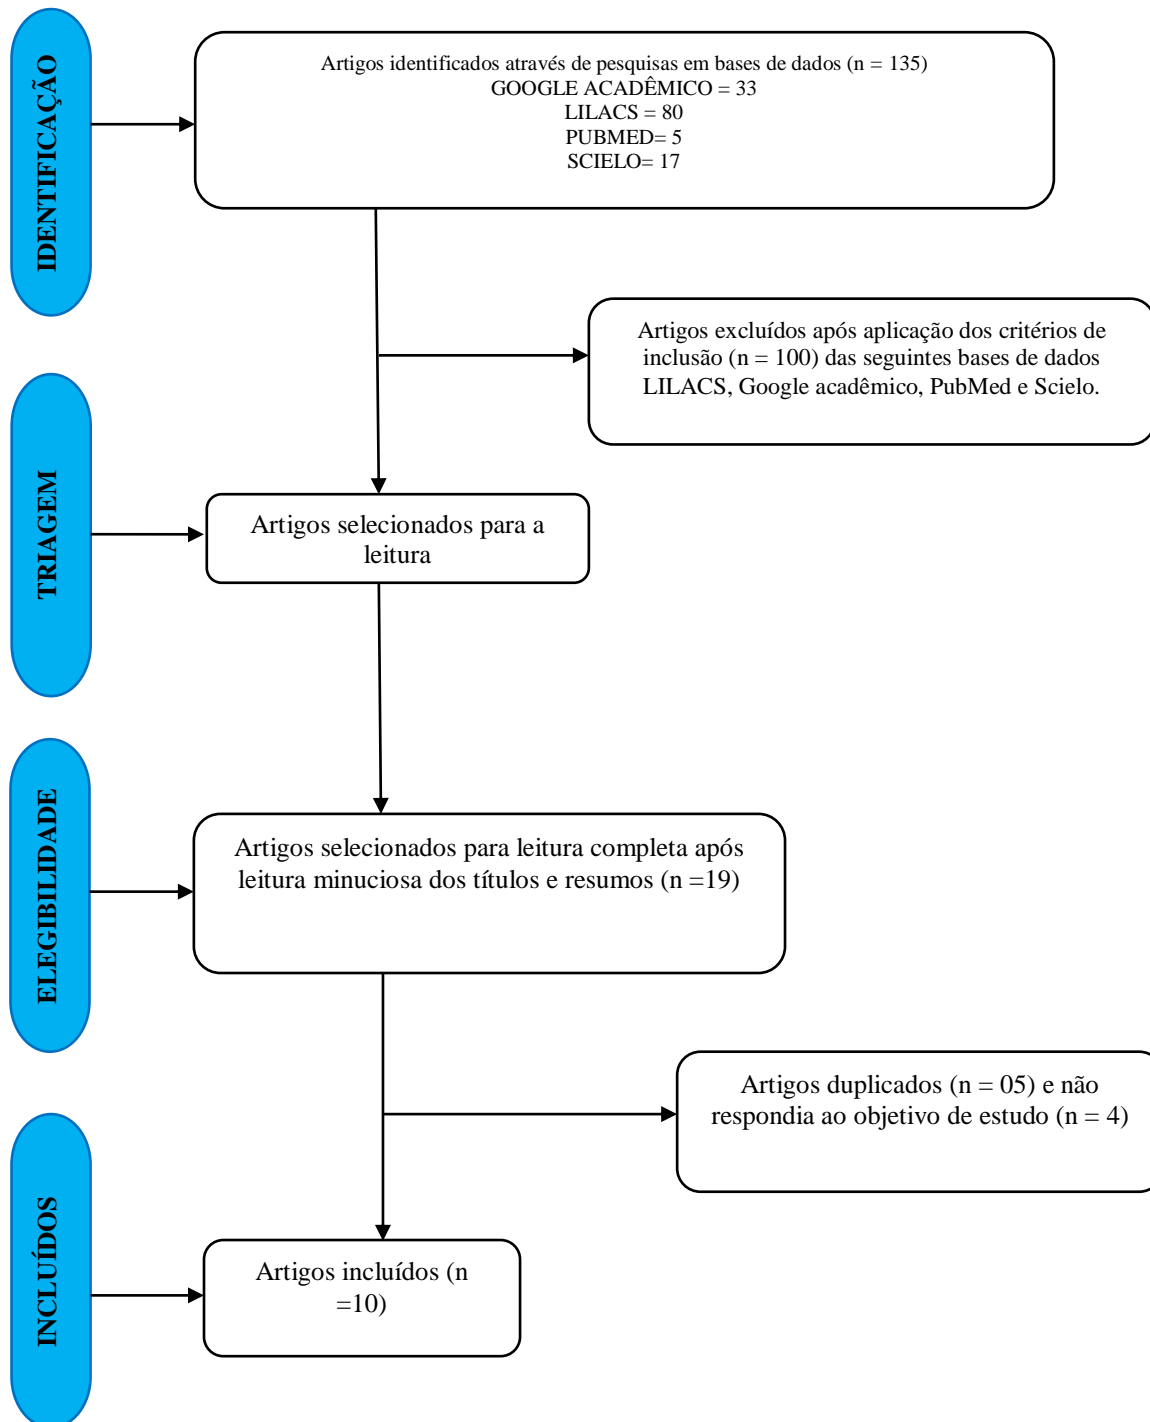 IDENTIFICAÇÃO
Artigos identificados através de pesquisas em bases de dados (n = 135)
GOOGLE ACADÊMICO = 33
LILACS = 80
PUBMED= 5
SCIELO= 17
Artigos excluídos após aplicação dos critérios de
inclusão (n = 100) das seguintes bases de dados
LILACS, Google acadêmico, PubMed e Scielo.
TRIAGEM
Artigos selecionados para a
leitura
ELEGIBILIDADE
Artigos selecionados para leitura completa após
leitura minuciosa dos títulos e resumos (n =19)
Artigos duplicados (n = 05) e não
respondia ao objetivo de estudo (n = 4)
INCLUÍDOS
Artigos incluídos (n
=10)